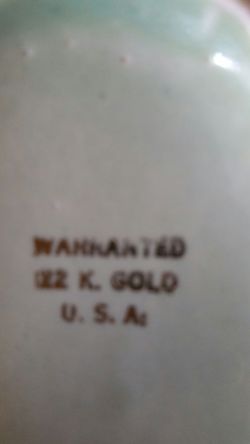 WARRANTED
22 K. GOLD
U. S. A.